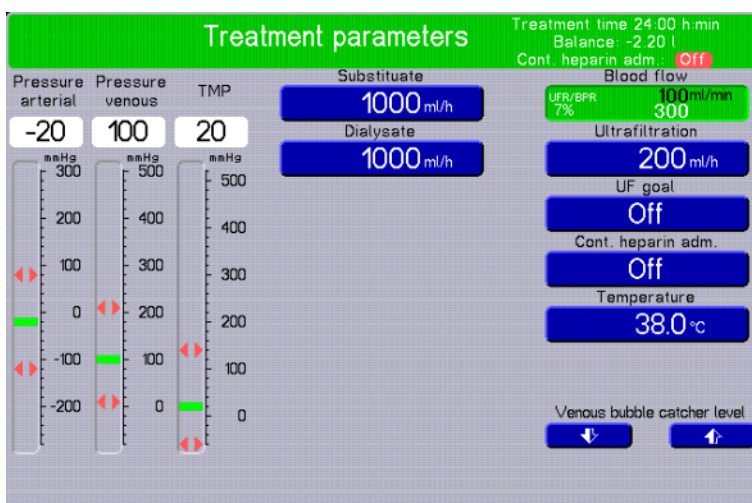 Treatment parameters
Treatment time 24:00 h:min
Balance: -2.20 l
Cont. heparin adm.: Off
Pressure arterial
Pressure venous
TMP
-20
100
20
mmHg
300
200
100
0
-100
-200
mmHg
500
400
300
200
100
0
mmHg
500
400
300
200
100
0
Substituate
1000 ml/h
Dialysate
1000 ml/h
Blood flow
UFR/BPR 100 ml/min
7% 300
Ultrafiltration
200 ml/h
UF goal
Off
Cont. heparin adm.
Off
Temperature
38.0 °C
Venous bubble catcher level